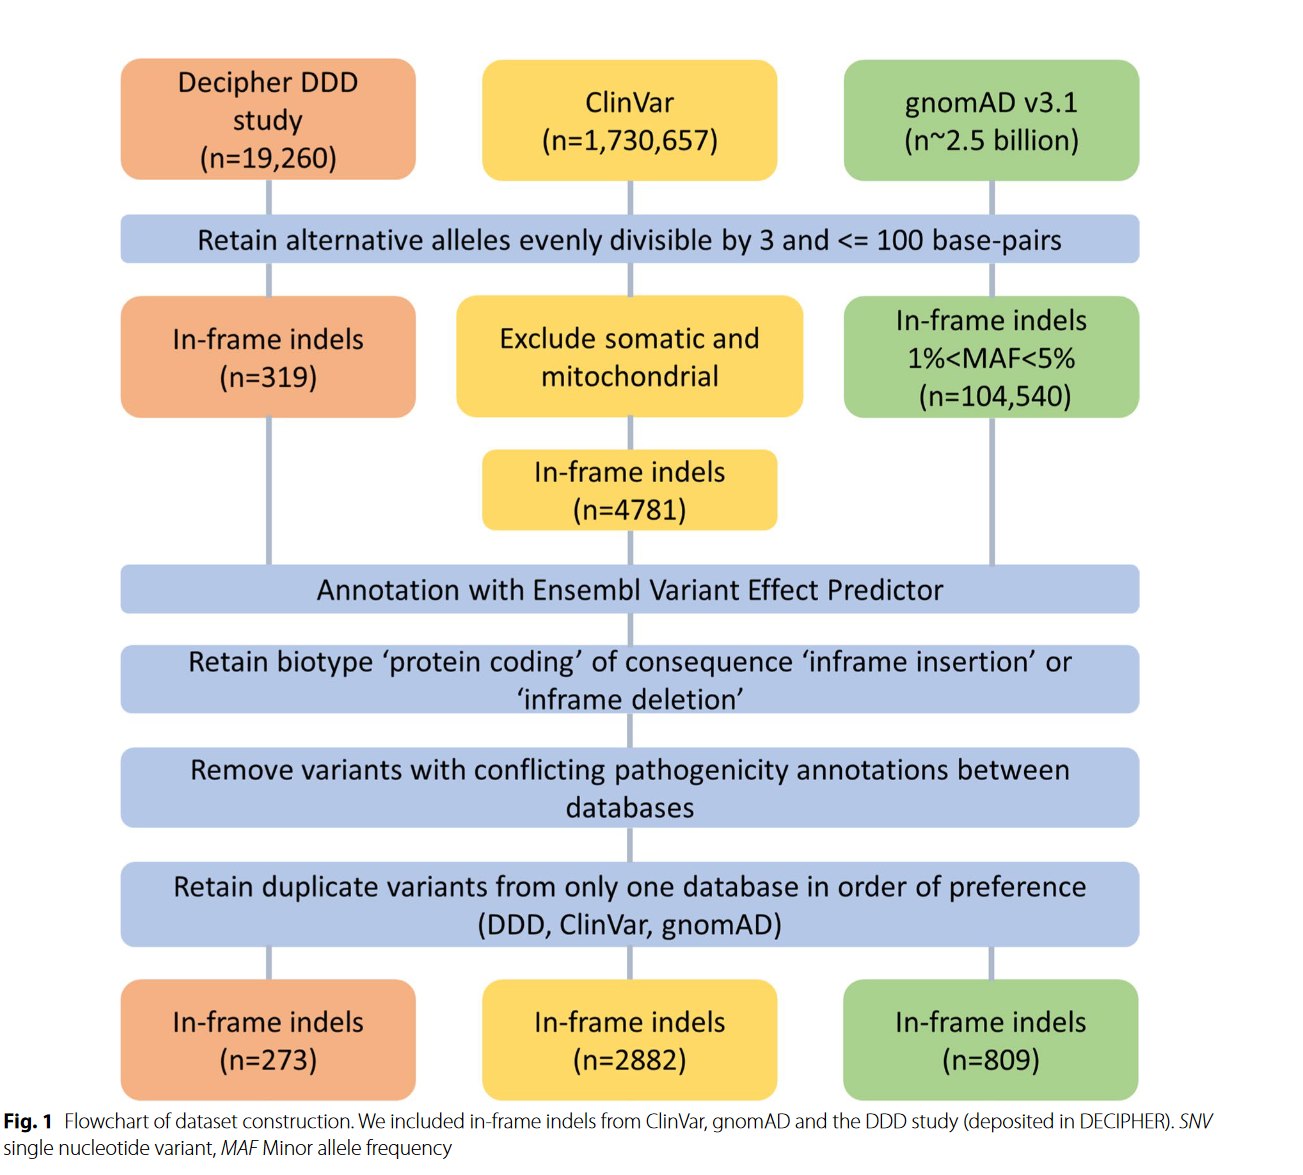 Decipher DDD
study
(n=19,260)
ClinVar
(n=1,730,657)
gnomAD v3.1
(n~2.5 billion)
Retain alternative alleles evenly divisible by 3 and <= 100 base-pairs
In-frame indels
(n=319)
Exclude somatic and
mitochondrial
In-frame indels
1%<MAF<5%
(n=104,540)
In-frame indels
(n=4781)
Annotation with Ensembl Variant Effect Predictor
Retain biotype ‘protein coding’ of consequence ‘inframe insertion’ or
‘inframe deletion’
Remove variants with conflicting pathogenicity annotations between
databases
Retain duplicate variants from only one database in order of preference
(DDD, ClinVar, gnomAD)
In-frame indels
(n=273)
In-frame indels
(n=2882)
In-frame indels
(n=809)
Fig. 1 Flowchart of dataset construction. We included in-frame indels from ClinVar, gnomAD and the DDD study (deposited in DECIPHER). SNV
single nucleotide variant, MAF Minor allele frequency